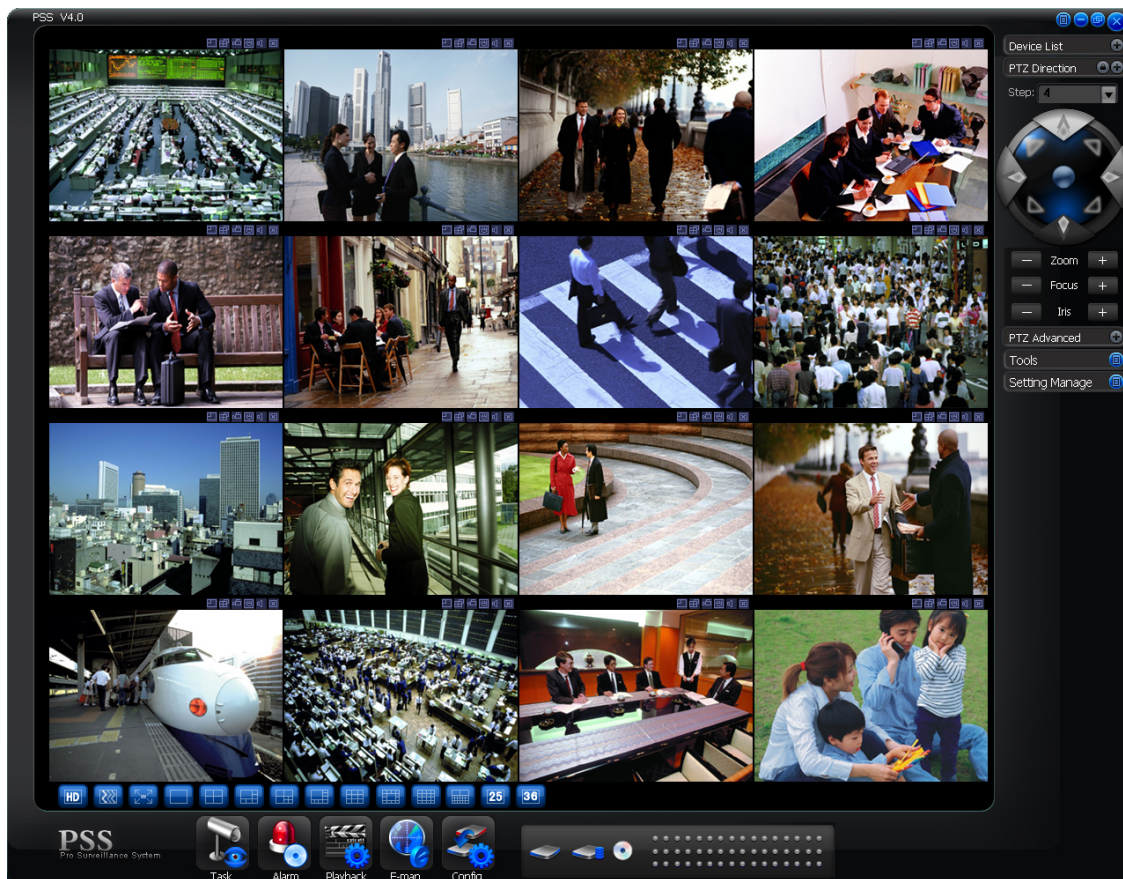 PSS V4.0
Device List
PTZ Direction
Step: 4
Zoom
Focus
Iris
PTZ Advanced
Tools
Setting Manage
HD
25
36
PSS
Pro Surveillance System
Task
Alarm
Playback
E-map
Config